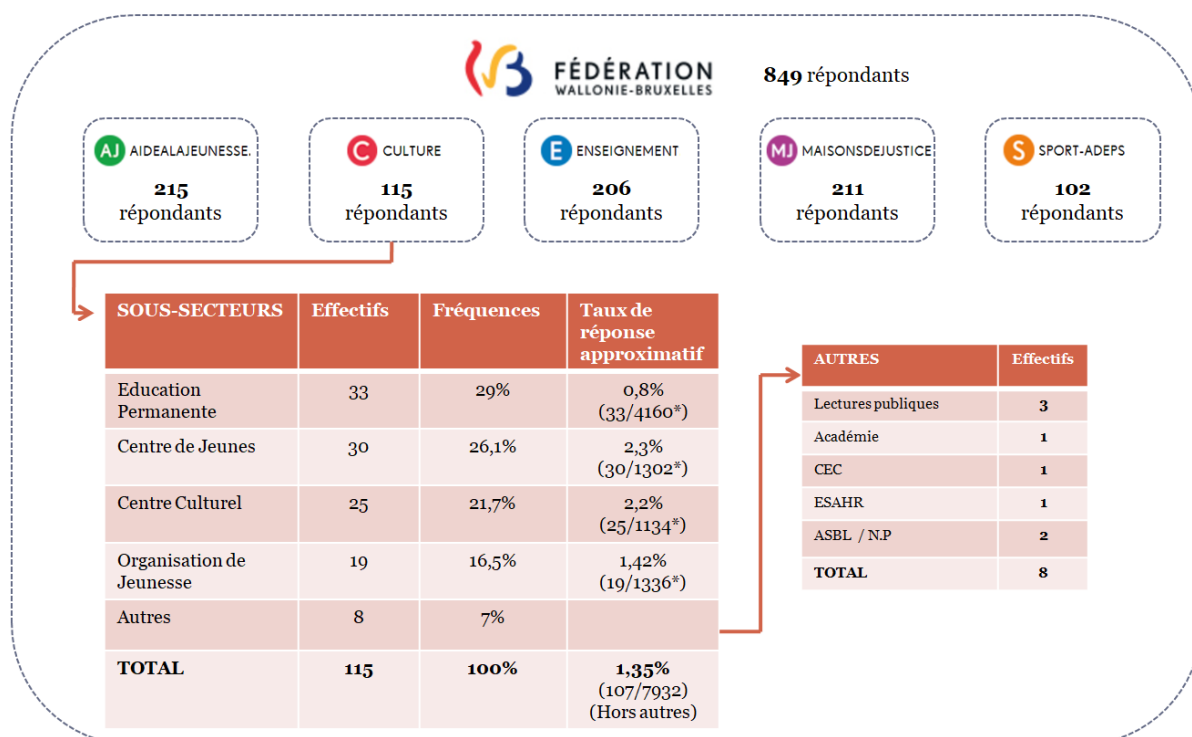 FÉDÉRATION
WALLONIE-BRUXELLES
849 répondants
AJ AIDEALAJEUNESSE.
215
répondants
C CULTURE
115
répondants
E ENSEIGNEMENT
206
répondants
MJ MAISONSDEJUSTICE
211
répondants
S SPORT-ADEPS
102
répondants
SOUS-SECTEURS Effectifs Fréquences Taux de
réponse
approximatif
Education
Permanente
33 29% 0,8%
(33/4160*)
Centre de Jeunes 30 26,1% 2,3%
(30/1302*)
Centre Culturel 25 21,7% 2,2%
(25/1134*)
Organisation de
Jeunesse
19 16,5% 1,42%
(19/1336*)
Autres 8 7%
TOTAL 115 100% 1,35%
(107/7932)
(Hors autres)
AUTRES Effectifs
Lectures publiques 3
Académie 1
CEC 1
ESAHR 1
ASBL / N.P 2
TOTAL 8